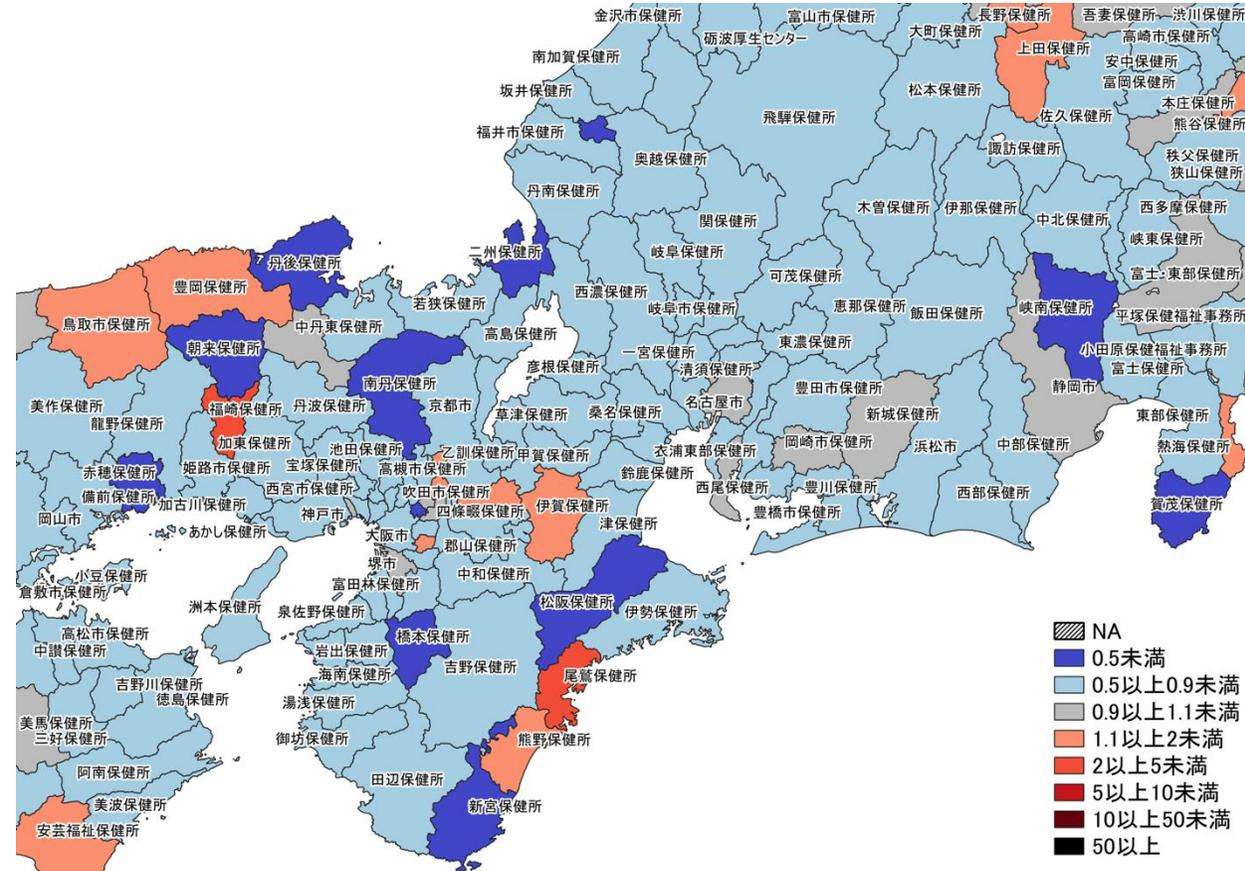 金沢市保健所
富山市保健所
長野保健所
吾妻保健所
渋川保健所
砺波厚生センター
大町保健所
高崎市保健所
上田保健所
南加賀保健所
安中保健所
富岡保健所
坂井保健所
松本保健所
本庄保健所
飛騨保健所
佐久保健所
熊谷保健所
福井市保健所
諏訪保健所
秩父保健所
奥越保健所
狭山保健所
丹南保健所
木曽保健所
伊那保健所
西多摩保健所
関保健所
中北保健所
峡東保健所
二州保健所
岐阜保健所
丹後保健所
可茂保健所
富士・東部保健所
豊岡保健所
西濃保健所
若狭保健所
恵那保健所
飯田保健所
峡南保健所
岐阜市保健所
平塚保健福祉事務所
鳥取市保健所
中丹東保健所
高島保健所
東濃保健所
朝来保健所
一宮保健所
小田原保健福祉事務所
彦根保健所
清須保健所
富士保健所
南丹保健所
豊田市保健所
静岡市
美作保健所
福崎保健所
丹波保健所
京都市
名古屋市
草津保健所
桑名保健所
新城保健所
東部保健所
龍野保健所
加東保健所
岡崎市保健所
浜松市
中部保健所
熱海保健所
池田保健所
乙訓保健所
甲賀保健所
衣浦東部保健所
赤穂保健所
姫路市保健所
宝塚保健所
高槻市保健所
鈴鹿保健所
西尾保健所
豊川保健所
西部保健所
備前保健所
西宮市保健所
吹田市保健所
加古川保健所
伊賀保健所
賀茂保健所
岡山市
神戸市
四條畷保健所
豊橋市保健所
あかし保健所
大阪市
津保健所
郡山保健所
堺市
小豆保健所
中和保健所
倉敷市保健所
富田林保健所
洲本保健所
泉佐野保健所
松阪保健所
伊勢保健所
高松市保健所
橋本保健所
中讃保健所
岩出保健所
吉野保健所
海南保健所
尾鷲保健所
吉野川保健所
徳島保健所
湯浅保健所
美馬保健所
三好保健所
御坊保健所
熊野保健所
阿南保健所
田辺保健所
美波保健所
新宮保健所
安芸福祉保健所
NA
0.5未満
0.5以上0.9未満
0.9以上1.1未満
1.1以上2未満
2以上5未満
5以上10未満
10以上50未満
50以上